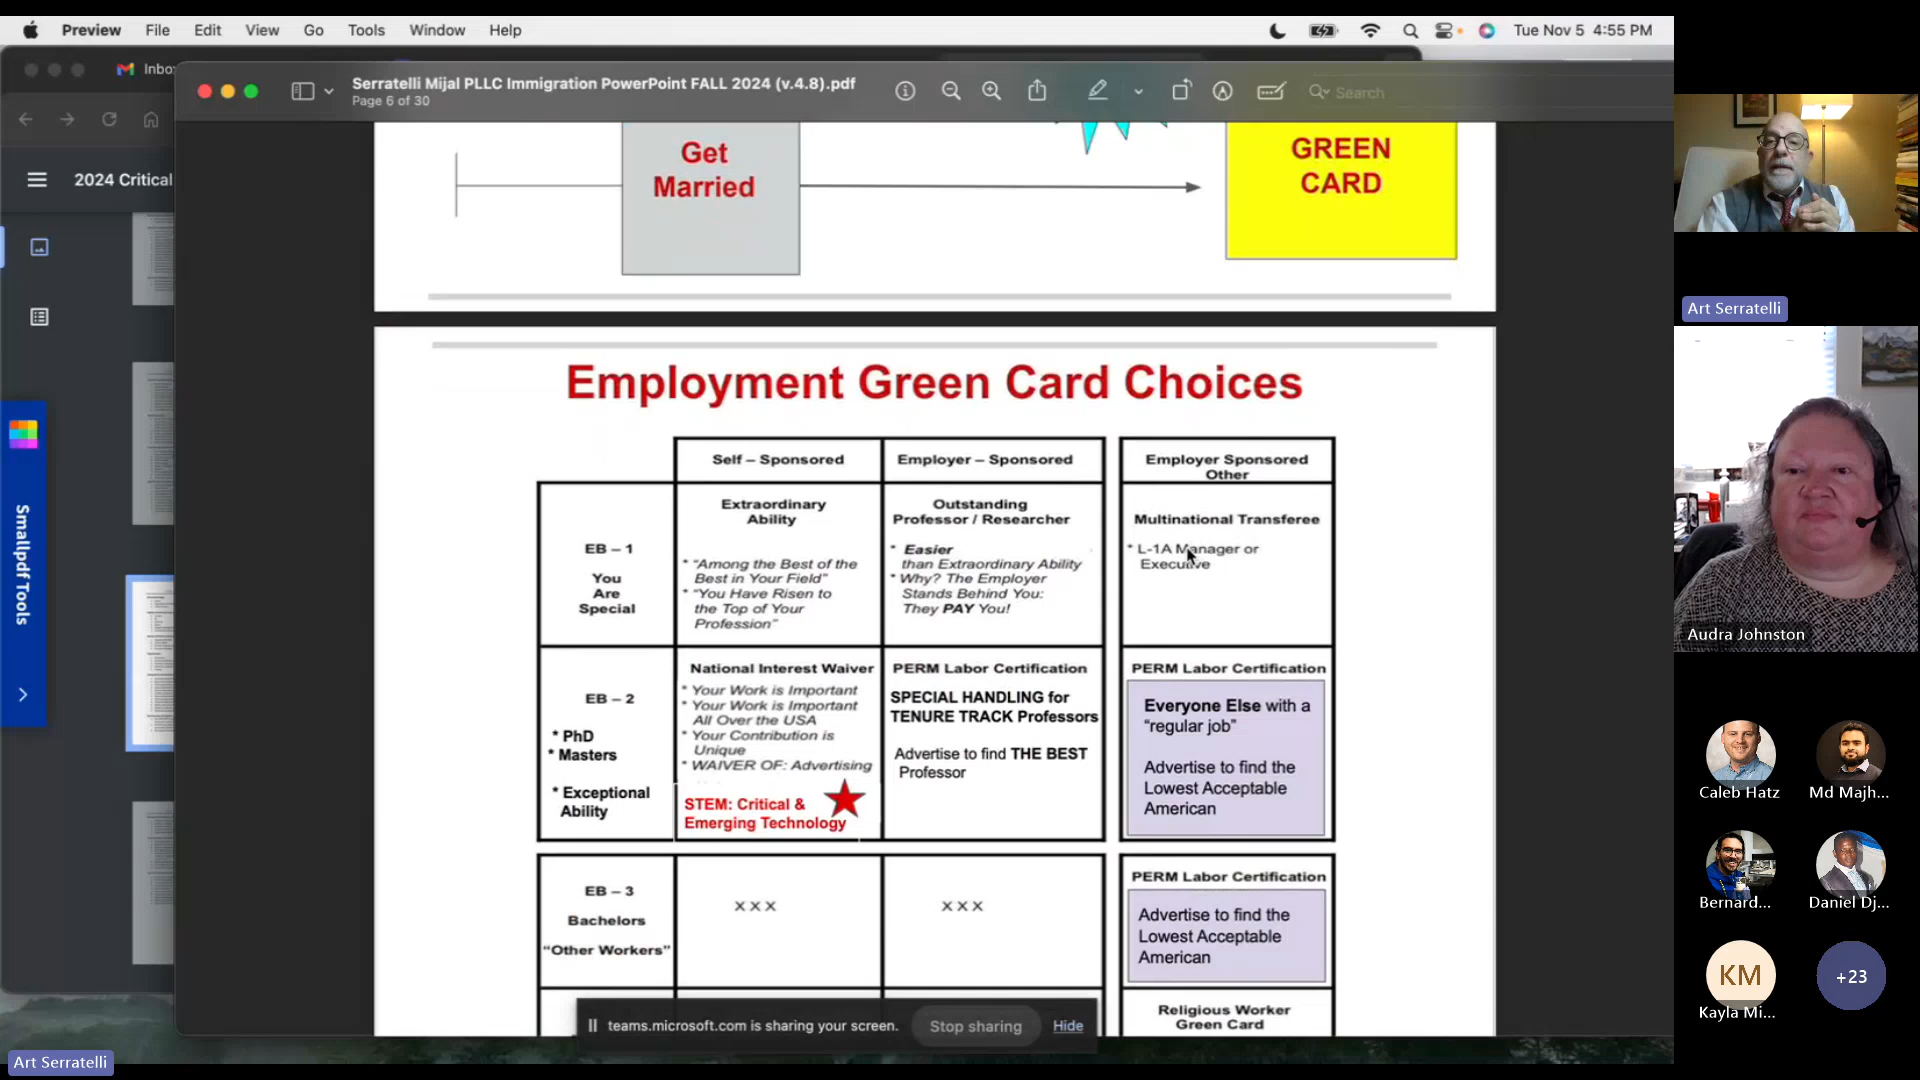 Preview File Edit View Go Tools Window Help Tue Nov 5 4:55 PM
Inbo
Serratelli Mijal PLLC Immigration PowerPoint FALL 2024 (v.4.8).pdf
Page 6 of 30
Search
2024 Critical
Smallpdf Tools
Get
Married
GREEN
CARD
Employment Green Card Choices
Self – Sponsored
Employer – Sponsored
Employer Sponsored
Other
EB – 1
You
Are
Special
Extraordinary
Ability
* "Among the Best of the
Best in Your Field"
* "You Have Risen to
the Top of Your
Profession"
Outstanding
Professor / Researcher
* Easier
than Extraordinary Ability
* Why? The Employer
Stands Behind You:
They PAY You!
Multinational Transferee
* L-1A Manager or
Executive
EB – 2
* PhD
* Masters
* Exceptional
Ability
National Interest Waiver
* Your Work is Important
* Your Work is Important
All Over the USA
* Your Contribution is
Unique
* WAIVER OF: Advertising
STEM: Critical &
Emerging Technology
PERM Labor Certification
SPECIAL HANDLING for
TENURE TRACK Professors
Advertise to find THE BEST
Professor
PERM Labor Certification
Everyone Else with a
"regular job"
Advertise to find the
Lowest Acceptable
American
EB – 3
Bachelors
"Other Workers"
X X X
X X X
PERM Labor Certification
Advertise to find the
Lowest Acceptable
American
Religious Worker
Green Card
teams.microsoft.com is sharing your screen. Stop sharing Hide
Art Serratelli
Art Serratelli
Audra Johnston
Caleb Hatz
Md Majh...
Bernard...
Daniel Dj...
KM
Kayla Mi...
+23